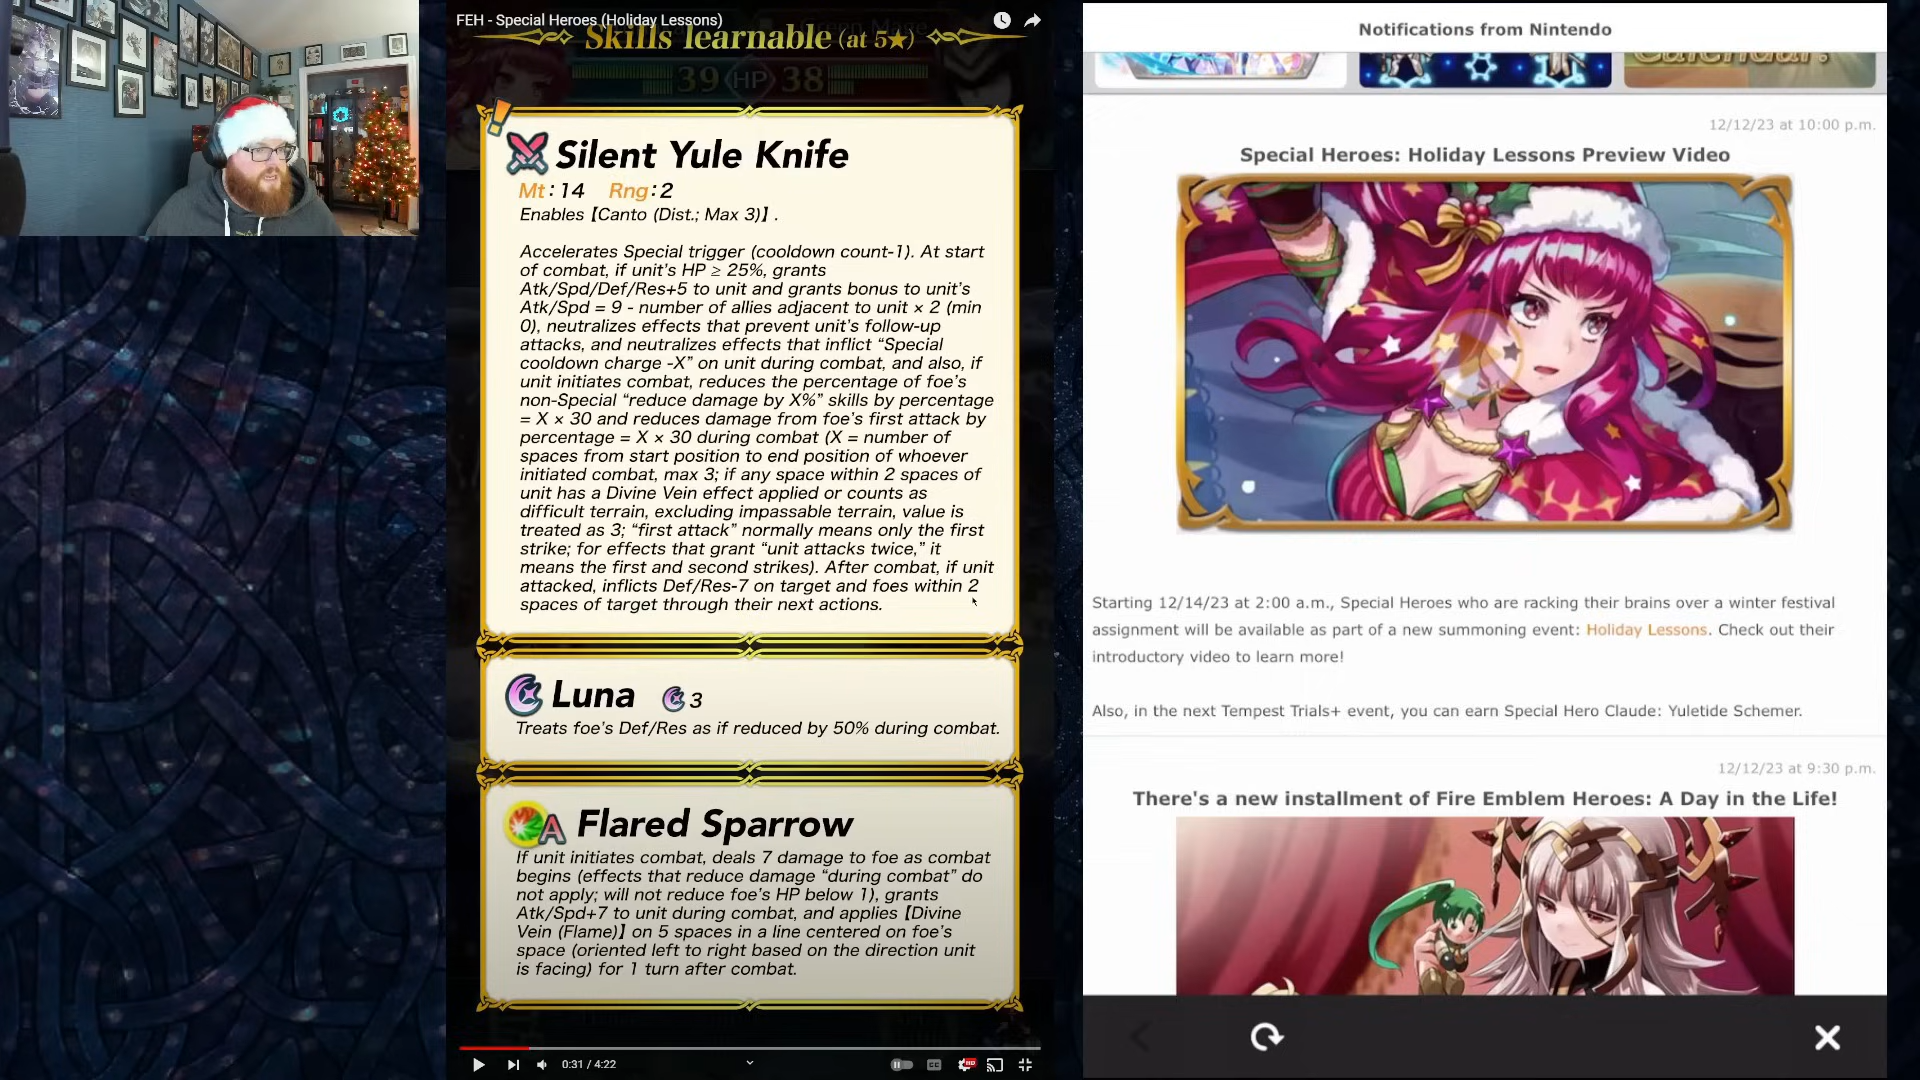 FEH - Special Heroes (Holiday Lessons)
Skills learnable (at 5★)
39 HP 38
Silent Yule Knife
Mt: 14 Rng: 2
Enables 【Canto (Dist.; Max 3)】.
Accelerates Special trigger (cooldown count-1). At start
of combat, if unit's HP ≥ 25%, grants
Atk/Spd/Def/Res+5 to unit and grants bonus to unit's
Atk/Spd = 9 - number of allies adjacent to unit × 2 (min
0), neutralizes effects that prevent unit's follow-up
attacks, and neutralizes effects that inflict “Special
cooldown charge -X” on unit during combat, and also, if
unit initiates combat, reduces the percentage of foe's
non-Special “reduce damage by X%” skills by percentage
= X × 30 and reduces damage from foe's first attack by
percentage = X × 30 during combat (X = number of
spaces from start position to end position of whoever
initiated combat, max 3; if any space within 2 spaces of
unit has a Divine Vein effect applied or counts as
difficult terrain, excluding impassable terrain, value is
treated as 3; “first attack” normally means only the first
strike; for effects that grant “unit attacks twice,” it
means the first and second strikes). After combat, if unit
attacked, inflicts Def/Res-7 on target and foes within 2
spaces of target through their next actions.
Luna 3
Treats foe's Def/Res as if reduced by 50% during combat.
A Flared Sparrow
If unit initiates combat, deals 7 damage to foe as combat
begins (effects that reduce damage “during combat” do
not apply; will not reduce foe's HP below 1), grants
Atk/Spd+7 to unit during combat, and applies 【Divine
Vein (Flame)】 on 5 spaces in a line centered on foe's
space (oriented left to right based on the direction unit
is facing) for 1 turn after combat.
0:31 / 4:22
CC
HD
Notifications from Nintendo
Calendar!
12/12/23 at 10:00 p.m.
Special Heroes: Holiday Lessons Preview Video
Starting 12/14/23 at 2:00 a.m., Special Heroes who are racking their brains over a winter festival
assignment will be available as part of a new summoning event: Holiday Lessons. Check out their
introductory video to learn more!
Also, in the next Tempest Trials+ event, you can earn Special Hero Claude: Yuletide Schemer.
12/12/23 at 9:30 p.m.
There's a new installment of Fire Emblem Heroes: A Day in the Life!